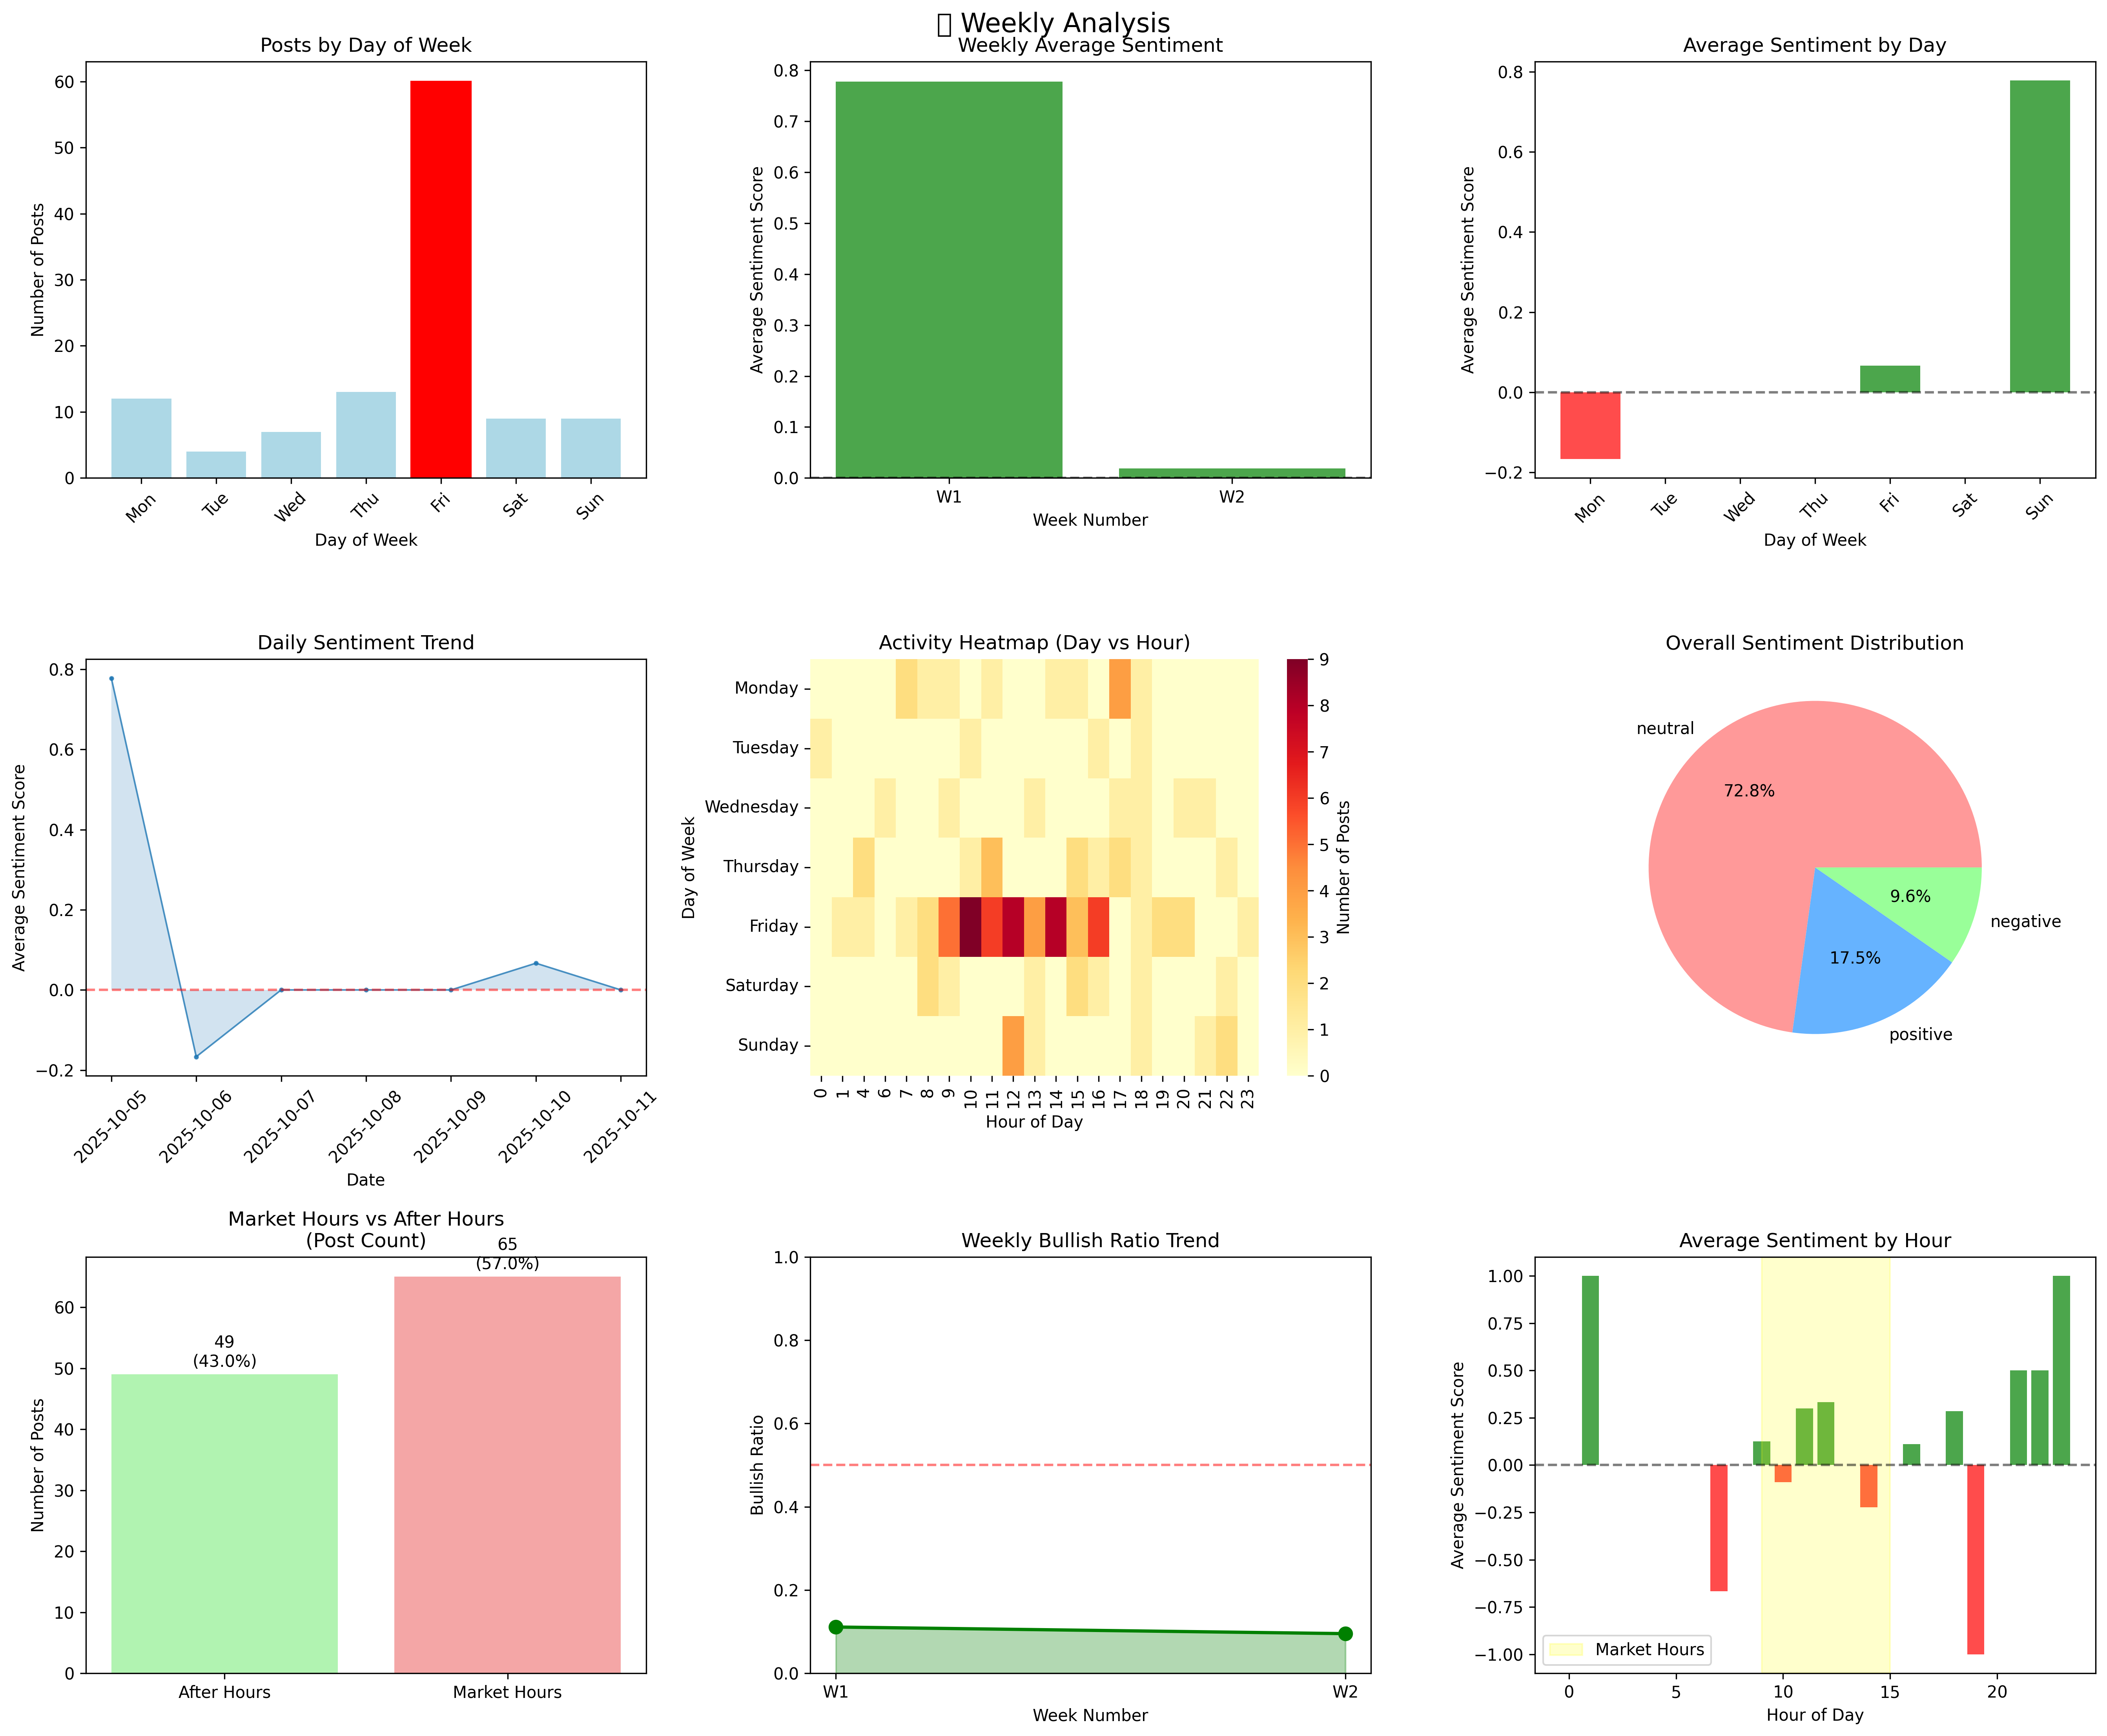 Weekly Analysis
Posts by Day of Week
Number of Posts
60
50
40
30
20
10
0
Mon
Tue
Wed
Thu
Fri
Sat
Sun
Day of Week
Weekly Average Sentiment
Average Sentiment Score
0.8
0.7
0.6
0.5
0.4
0.3
0.2
0.1
0.0
W1
W2
Week Number
Average Sentiment by Day
Average Sentiment Score
0.8
0.6
0.4
0.2
0.0
−0.2
Mon
Tue
Wed
Thu
Fri
Sat
Sun
Day of Week
Daily Sentiment Trend
Average Sentiment Score
0.8
0.6
0.4
0.2
0.0
−0.2
2025-10-05
2025-10-06
2025-10-07
2025-10-08
2025-10-09
2025-10-10
2025-10-11
Date
Activity Heatmap (Day vs Hour)
Day of Week
Monday
Tuesday
Wednesday
Thursday
Friday
Saturday
Sunday
0
1
4
6
7
8
9
10
11
12
13
14
15
16
17
18
19
20
21
22
23
Hour of Day
9
8
7
6
5
4
3
2
1
0
Number of Posts
Overall Sentiment Distribution
neutral
72.8%
9.6%
negative
17.5%
positive
Market Hours vs After Hours
(Post Count)
65
(57.0%)
49
(43.0%)
Number of Posts
60
50
40
30
20
10
0
After Hours
Market Hours
Weekly Bullish Ratio Trend
Bullish Ratio
1.0
0.8
0.6
0.4
0.2
0.0
W1
W2
Week Number
Average Sentiment by Hour
Average Sentiment Score
1.00
0.75
0.50
0.25
0.00
−0.25
−0.50
−0.75
−1.00
Market Hours
0
5
10
15
20
Hour of Day